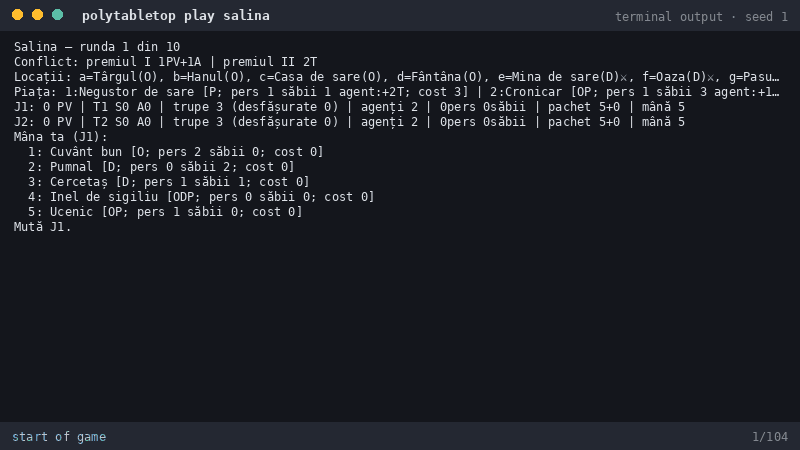 polytabletop play salina
terminal output · seed 1
Salina — runda 1 din 10
Conflict: premiul I 1PV+1A | premiul II 2T
Locații: a=Târgul(O), b=Hanul(O), c=Casa de sare(O), d=Fântâna(O), e=Mina de sare(D)⚔, f=Oaza(D)⚔, g=Pasu…
Piața: 1:Negustor de sare [P; pers 1 săbii 1 agent:+2T; cost 3] | 2:Cronicar [OP; pers 1 săbii 3 agent:+1…
J1: 0 PV | T1 S0 A0 | trupe 3 (desfășurate 0) | agenți 2 | 0pers 0săbii | pachet 5+0 | mână 5
J2: 0 PV | T2 S0 A0 | trupe 3 (desfășurate 0) | agenți 2 | 0pers 0săbii | pachet 5+0 | mână 5
Mâna ta (J1):
1: Cuvânt bun [O; pers 2 săbii 0; cost 0]
2: Pumnal [D; pers 0 săbii 2; cost 0]
3: Cercetaș [D; pers 1 săbii 1; cost 0]
4: Inel de sigiliu [ODP; pers 0 săbii 0; cost 0]
5: Ucenic [OP; pers 1 săbii 0; cost 0]
Mută J1.
start of game
1/104